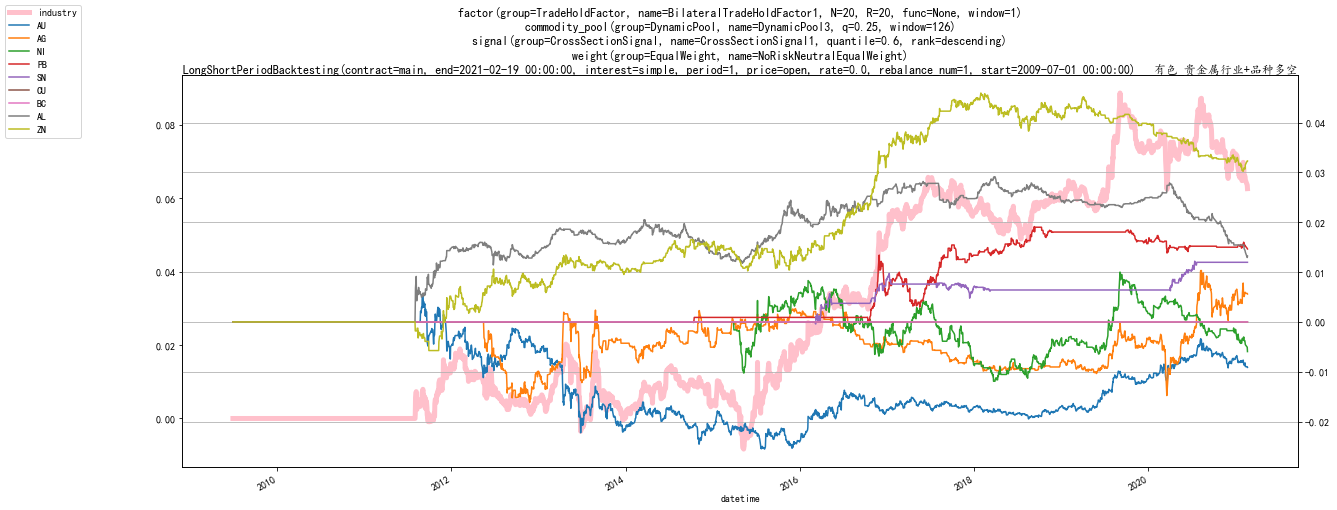 industry
AU
AG
NI
PB
SN
CU
BC
AL
ZN
factor(group=TradeHoldFactor, name=BilateralTradeHoldFactor1, N=20, R=20, func=None, window=1)
commodity_pool(group=DynamicPool, name=DynamicPool3, q=0.25, window=126)
signal(group=CrossSectionSignal, name=CrossSectionSignal1, quantile=0.6, rank=descending)
weight(group=EqualWeight, name=NoRiskNeutralEqualWeight)
LongShortPeriodBacktesting(contract=main, end=2021-02-19 00:00:00, interest=simple, period=1, price=open, rate=0.0, rebalance_num=1, start=2009-07-01 00:00:00) 有色 贵金属行业+品种多空
0.08
0.06
0.04
0.02
0.00
0.04
0.03
0.02
0.01
0.00
-0.01
-0.02
2010
2012
2014
2016
2018
2020
datetime